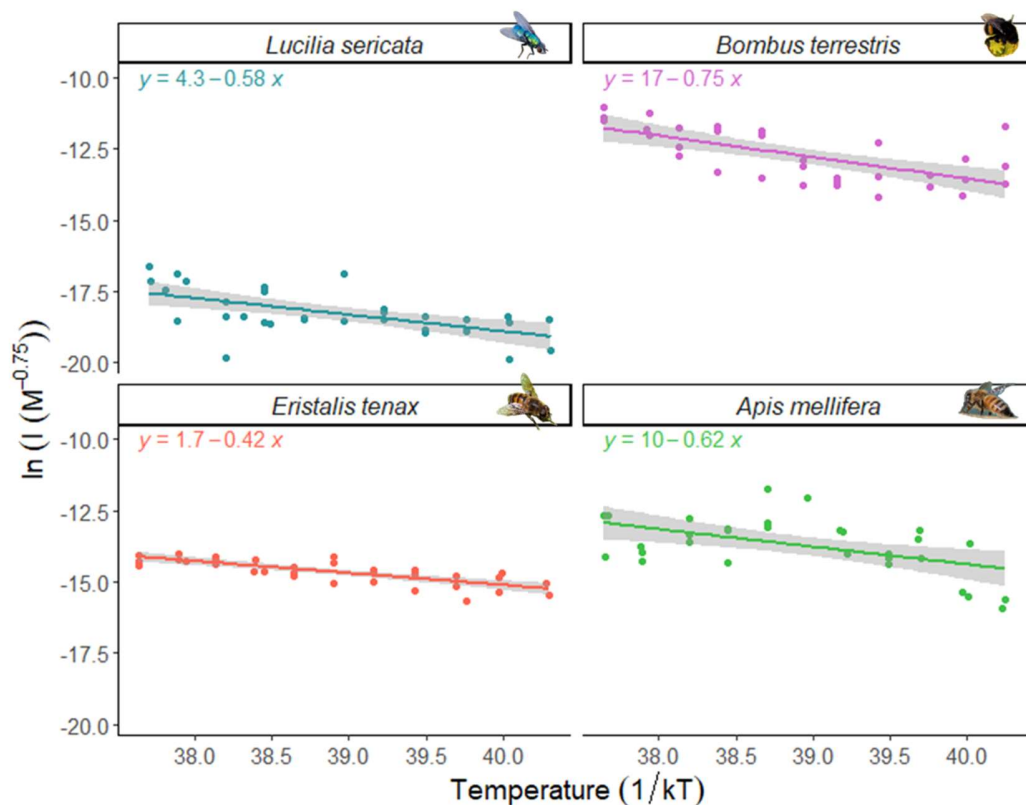 Lucilia sericata
Bombus terrestris
y = 4.3 − 0.58 x
y = 17 − 0.75 x
-10.0
-12.5
-15.0
-17.5
-20.0
Eristalis tenax
Apis mellifera
y = 1.7 − 0.42 x
y = 10 − 0.62 x
-10.0
-12.5
-15.0
-17.5
-20.0
ln (I (M^−0.75))
38.0 38.5 39.0 39.5 40.0
38.0 38.5 39.0 39.5 40.0
Temperature (1/kT)